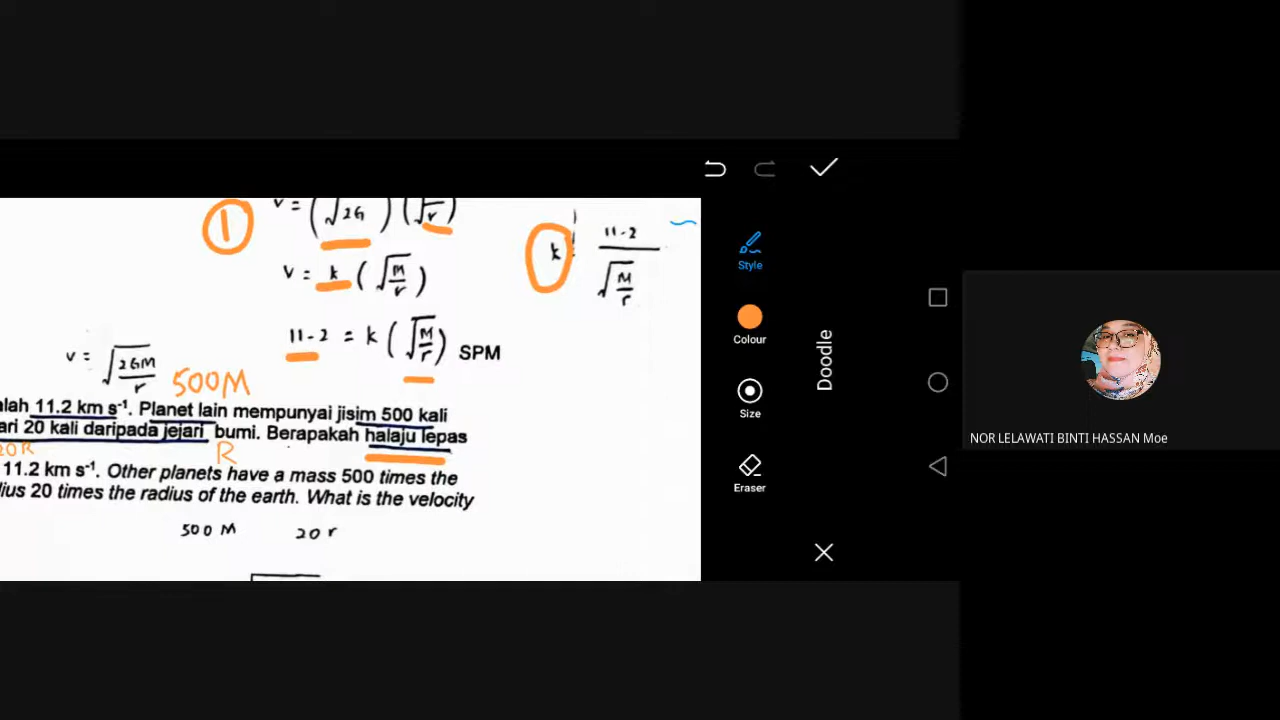 v = (√2G) (√r)
①
k = 11.2 / √M/r
v = k (√M/r)
11.2 = k (√M/r) SPM
v = √2GM/r
500M
lah 11.2 km s⁻¹. Planet lain mempunyai jisim 500 kali
ari 20 kali daripada jejari bumi. Berapakah halaju lepas
20R R
11.2 km s⁻¹. Other planets have a mass 500 times the
ius 20 times the radius of the earth. What is the velocity
500 M 20 r
Style
Colour
Size
Eraser
Doodle
NOR LELAWATI BINTI HASSAN Moe